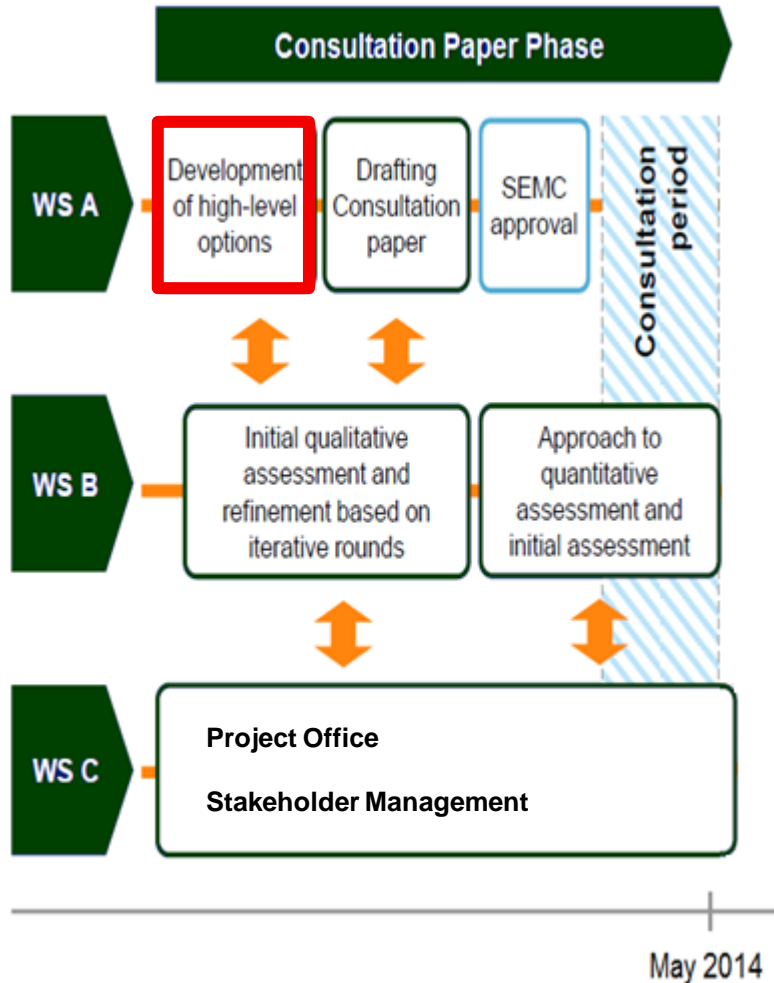 Consultation Paper Phase
WS A
Development
of high-level
options
Drafting
Consultation
paper
SEMC
approval
Consultation
period
WS B
Initial qualitative
assessment and
refinement based on
iterative rounds
Approach to
quantitative
assessment and
initial assessment
WS C
Project Office
Stakeholder Management
May 2014